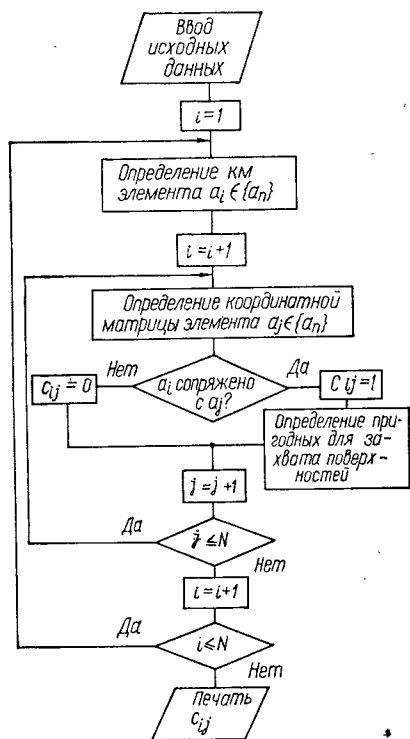 Ввод
исходных
данных
i=1
Определение км
элемента ai ∈ {an}
i=i+1
Определение координатной
матрицы элемента aj ∈ {an}
Нет
Да
cij = 0
ai сопряжено
с aj?
C ij=1
Определение при-
годных для за-
хвата поверх-
ностей
j=j+1
Да
j ≤ N
Нет
i=i+1
Да
i ≤ N
Нет
Печать
cij